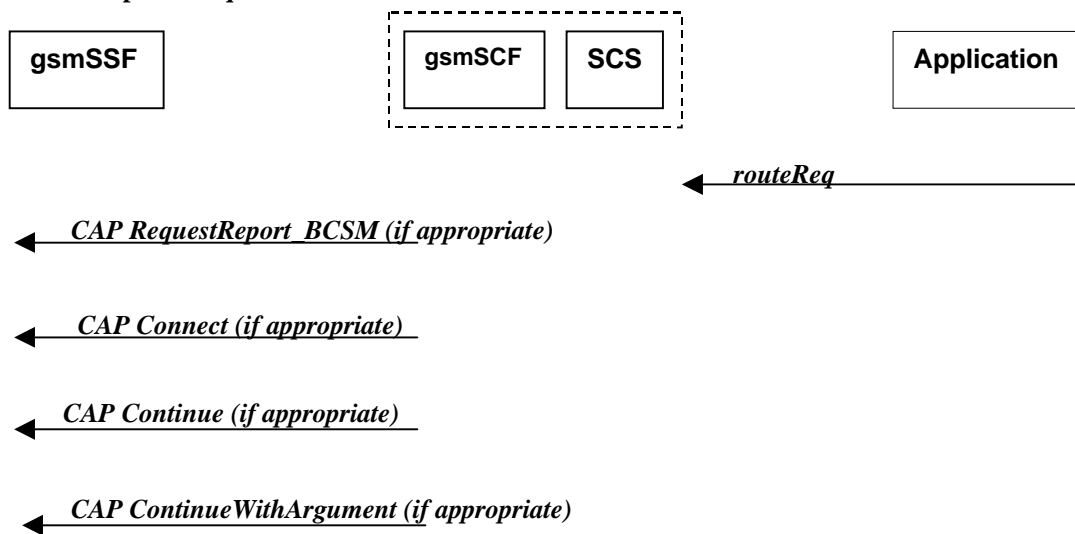 gsmSSF
gsmSCF
SCS
Application
routeReq
CAP RequestReport_BCSM (if appropriate)
CAP Connect (if appropriate)
CAP Continue (if appropriate)
CAP ContinueWithArgument (if appropriate)